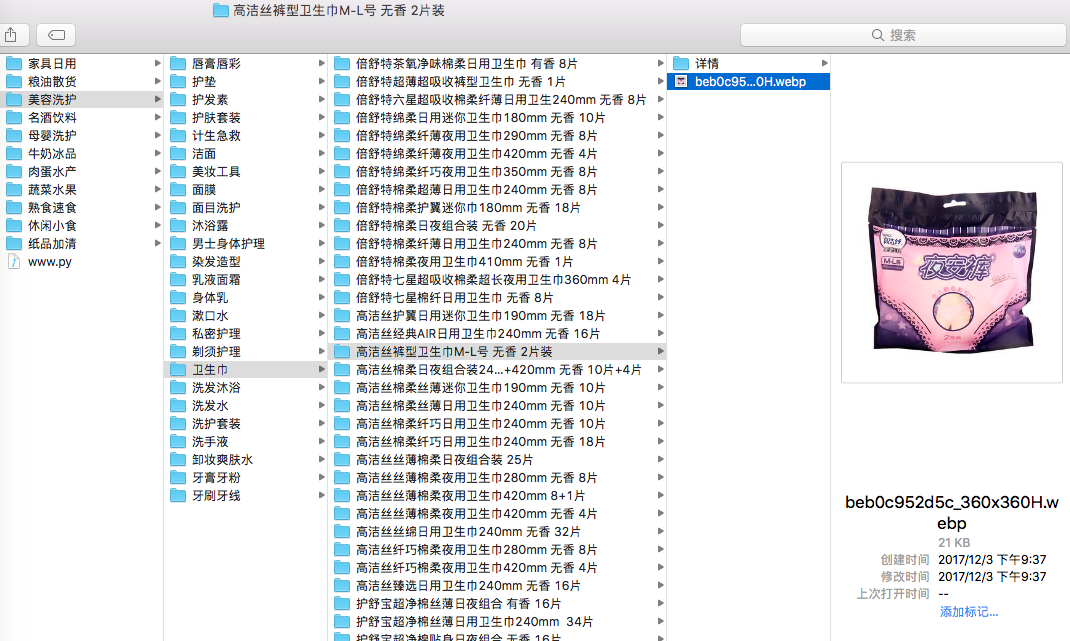 高洁丝裤型卫生巾M-L号 无香 2片装
搜索
家具日用
粮油散货
美容洗护
名酒饮料
母婴洗护
牛奶冰品
肉蛋水产
蔬菜水果
熟食速食
休闲小食
纸品加清
www.py
唇膏唇彩
护垫
护发素
护肤套装
计生急救
洁面
美妆工具
面膜
面目洗护
沐浴露
男士身体护理
染发造型
乳液面霜
身体乳
漱口水
私密护理
剃须护理
卫生巾
洗发沐浴
洗发水
洗护套装
洗手液
卸妆爽肤水
牙膏牙粉
牙刷牙线
倍舒特茶氧净味棉柔日用卫生巾 有香 8片
倍舒特超薄超吸收裤型卫生巾 无香 1片
倍舒特六星超吸收棉柔纤薄日用卫生240mm 无香 8片
倍舒特绵柔日用迷你卫生巾180mm 无香 10片
倍舒特绵柔纤薄夜用卫生巾290mm 无香 8片
倍舒特绵柔纤薄夜用卫生巾420mm 无香 4片
倍舒特绵柔纤巧夜用卫生巾350mm 无香 8片
倍舒特棉柔超薄日用卫生巾240mm 无香 8片
倍舒特棉柔护翼迷你巾180mm 无香 18片
倍舒特棉柔日夜组合装 无香 20片
倍舒特棉柔纤薄日用卫生巾240mm 无香 8片
倍舒特棉柔夜用卫生巾410mm 无香 1片
倍舒特七星超吸收棉柔超长夜用卫生巾360mm 4片
倍舒特七星棉纤日用卫生巾 无香 8片
高洁丝护翼日用迷你卫生巾190mm 无香 18片
高洁丝经典AIR日用卫生巾240mm 无香 16片
高洁丝裤型卫生巾M-L号 无香 2片装
高洁丝棉柔日夜组合装24...+420mm 无香 10片+4片
高洁丝棉柔丝薄迷你卫生巾190mm 无香 10片
高洁丝棉柔丝薄日用卫生巾240mm 无香 10片
高洁丝棉柔纤巧日用卫生巾240mm 无香 10片
高洁丝棉柔纤巧日用卫生巾240mm 无香 18片
高洁丝丝薄棉柔日夜组合装 25片
高洁丝丝薄棉柔夜用卫生巾280mm 无香 8片
高洁丝丝薄棉柔夜用卫生巾420mm 8+1片
高洁丝丝薄棉柔夜用卫生巾420mm 无香 4片
高洁丝丝绵日用卫生巾240mm 无香 32片
高洁丝纤巧棉柔夜用卫生巾280mm 无香 8片
高洁丝纤巧棉柔夜用卫生巾420mm 无香 4片
高洁丝臻选日用卫生巾240mm 无香 16片
护舒宝超净棉丝薄日夜组合 有香 16片
护舒宝超净棉丝薄日用卫生巾240mm 34片
护舒宝超净棉贴身日夜组合 无香 16片
详情
beb0c95...0H.webp
M-L号
夜安裤
beb0c952d5c_360x360H.w
ebp
21 KB
创建时间 2017/12/3 下午9:37
修改时间 2017/12/3 下午9:37
上次打开时间 --
添加标记...